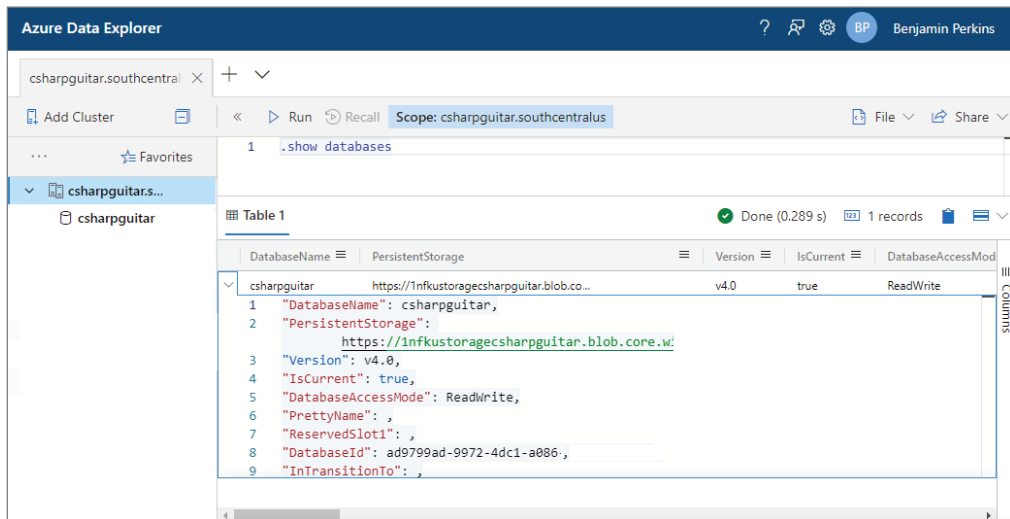 Azure Data Explorer
? BP Benjamin Perkins
csharpguitar.southcentral
Add Cluster
Run Recall Scope: csharpguitar.southcentralus File Share
... Favorites
1 .show databases
csharpguitar.s...
csharpguitar
Table 1 Done (0.289 s) 123 1 records
DatabaseName PersistentStorage Version IsCurrent DatabaseAccessMod
csharpguitar https://1nfkustoragecsharpguitar.blob.co... v4.0 true ReadWrite
1 "DatabaseName": csharpguitar,
2 "PersistentStorage":
https://1nfkustoragecsharpguitar.blob.core.wi
3 "Version": v4.0,
4 "IsCurrent": true,
5 "DatabaseAccessMode": ReadWrite,
6 "PrettyName": ,
7 "ReservedSlot1": ,
8 "DatabaseId": ad9799ad-9972-4dc1-a086-,
9 "InTransitionTo": ,
Columns